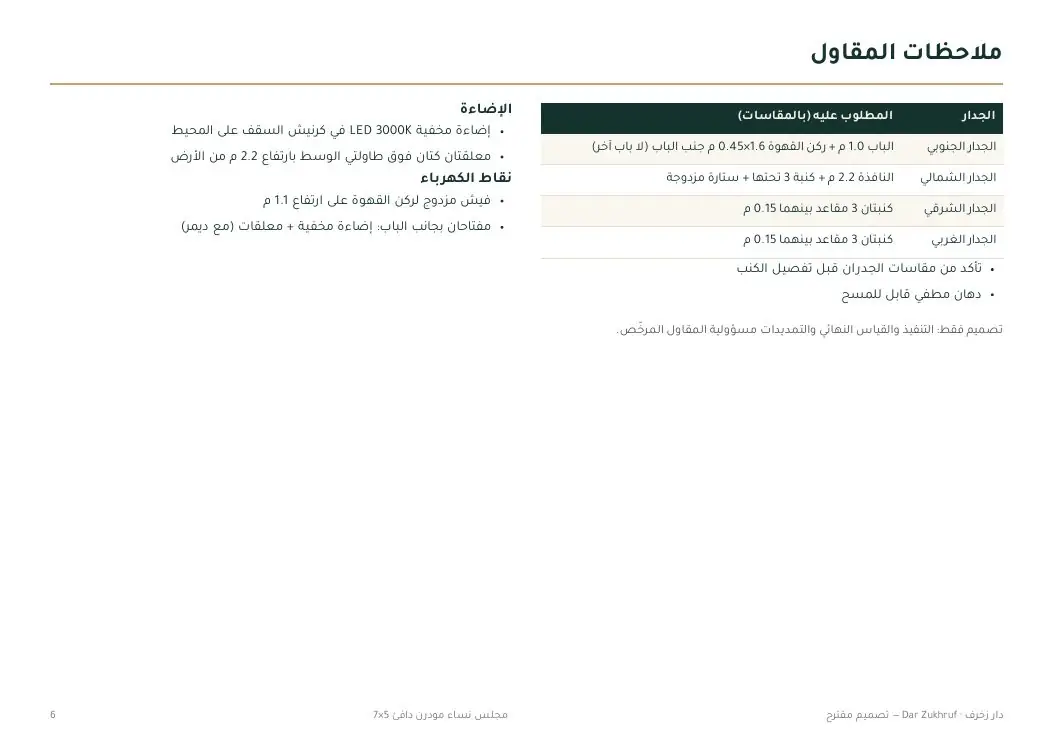 ملاحظات المقاول
الجدار المطلوب عليه (بالمقاسات)
الجدار الجنوبي الباب 1.0 م + ركن القهوة 1.6×0.45 م جنب الباب (لا باب آخر)
الجدار الشمالي النافذة 2.2 م + كنبة 3 تحتها + ستارة مزدوجة
الجدار الشرقي كنبتان 3 مقاعد بينهما 0.15 م
الجدار الغربي كنبتان 3 مقاعد بينهما 0.15 م
• تأكد من مقاسات الجدران قبل تفصيل الكنب
• دهان مطفي قابل للمسح
تصميم فقط: التنفيذ والقياس النهائي والتمديدات مسؤولية المقاول المرخّص.
الإضاءة
• إضاءة مخفية LED 3000K في كرنيش السقف على المحيط
• معلقتان كتان فوق طاولتي الوسط بارتفاع 2.2 م من الأرض
نقاط الكهرباء
• فيش مزدوج لركن القهوة على ارتفاع 1.1 م
• مفتاحان بجانب الباب: إضاءة مخفية + معلقات (مع ديمر)
دار زخرف · Dar Zukhruf — تصميم مقترح
مجلس نساء مودرن دافئ 5×7
6